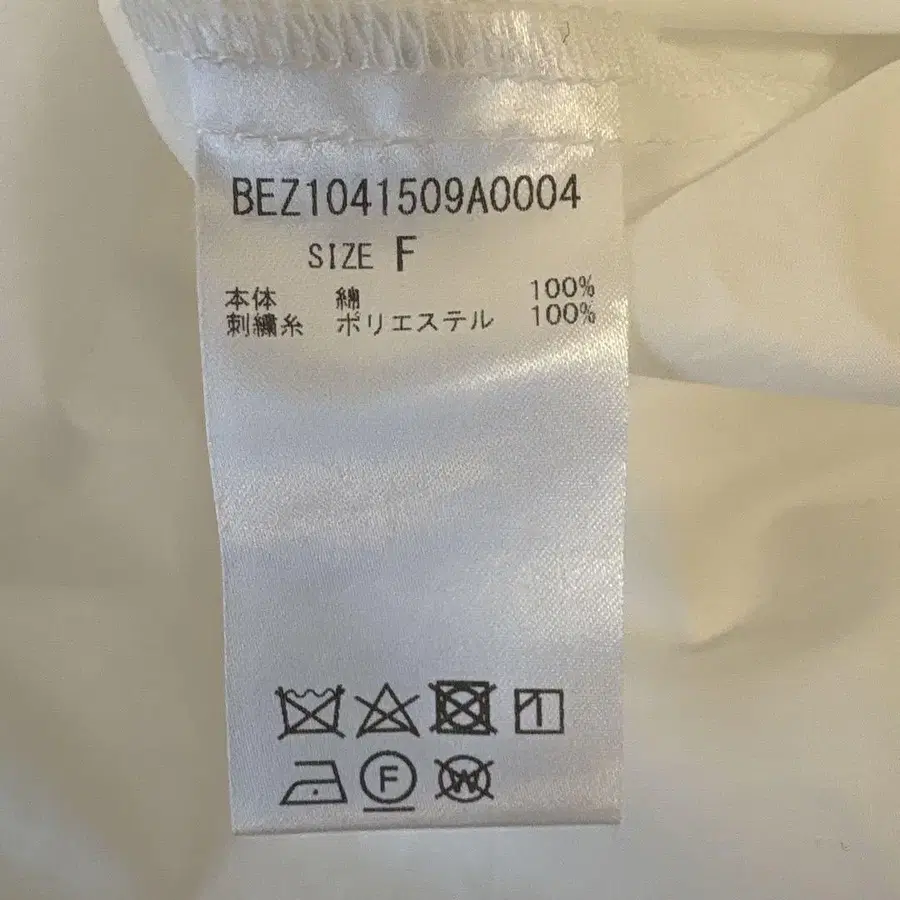 BEZ1041509A0004
SIZE F
本体 綿 100%
刺繍糸 ポリエステル 100%
F
W